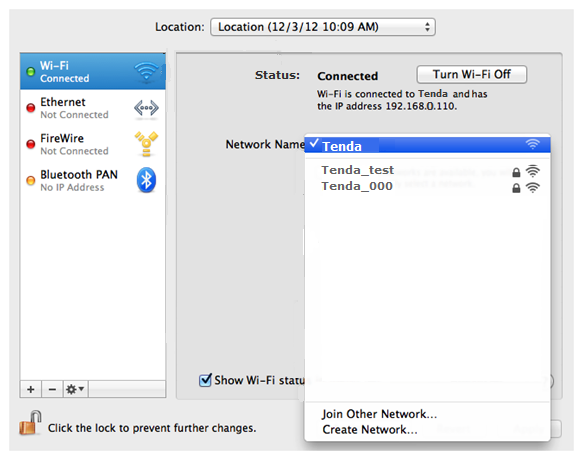 Location: Location (12/3/12 10:09 AM)
Wi-Fi
Connected
Ethernet
Not Connected
FireWire
Not Connected
Bluetooth PAN
No IP Address
Status: Connected
Turn Wi-Fi Off
Wi-Fi is connected to Tenda and has
the IP address 192.168.0.110.
Network Name
✓ Tenda
Tenda_test
Tenda_000
Show Wi-Fi statu
Join Other Network...
Create Network...
Click the lock to prevent further changes.